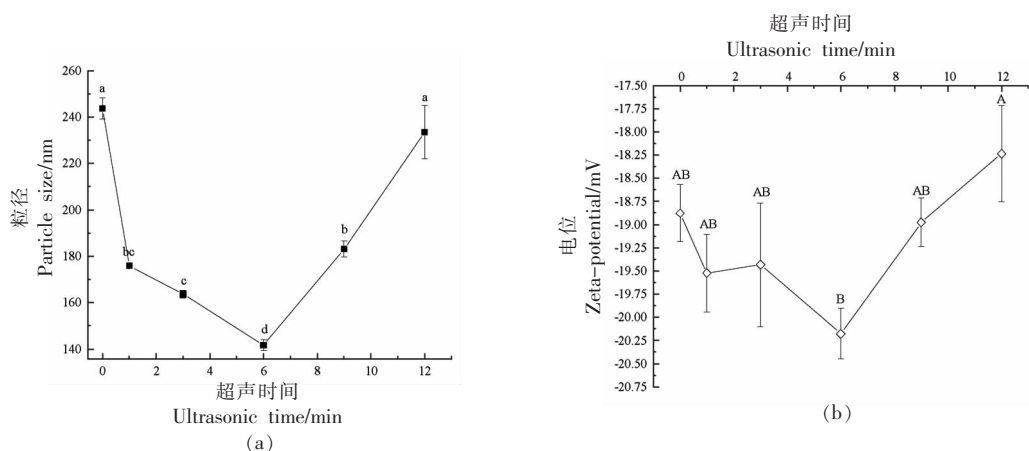 260
240
220
200
180
160
140
粒径
Particle size/nm
a
bc
c
d
b
a
0 2 4 6 8 10 12
超声时间
Ultrasonic time/min
(a)
超声时间
Ultrasonic time/min
0 2 4 6 8 10 12
-17.50
-17.75
-18.00
-18.25
-18.50
-18.75
-19.00
-19.25
-19.50
-19.75
-20.00
-20.25
-20.50
-20.75
电位
Zeta-potential/mV
AB
AB
AB
B
AB
A
(b)